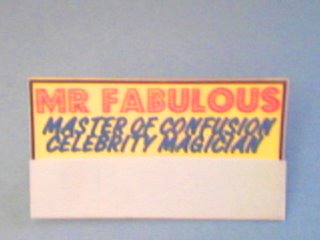 MR FABULOUS
MASTER OF CONFUSION
CELEBRITY MAGICIAN